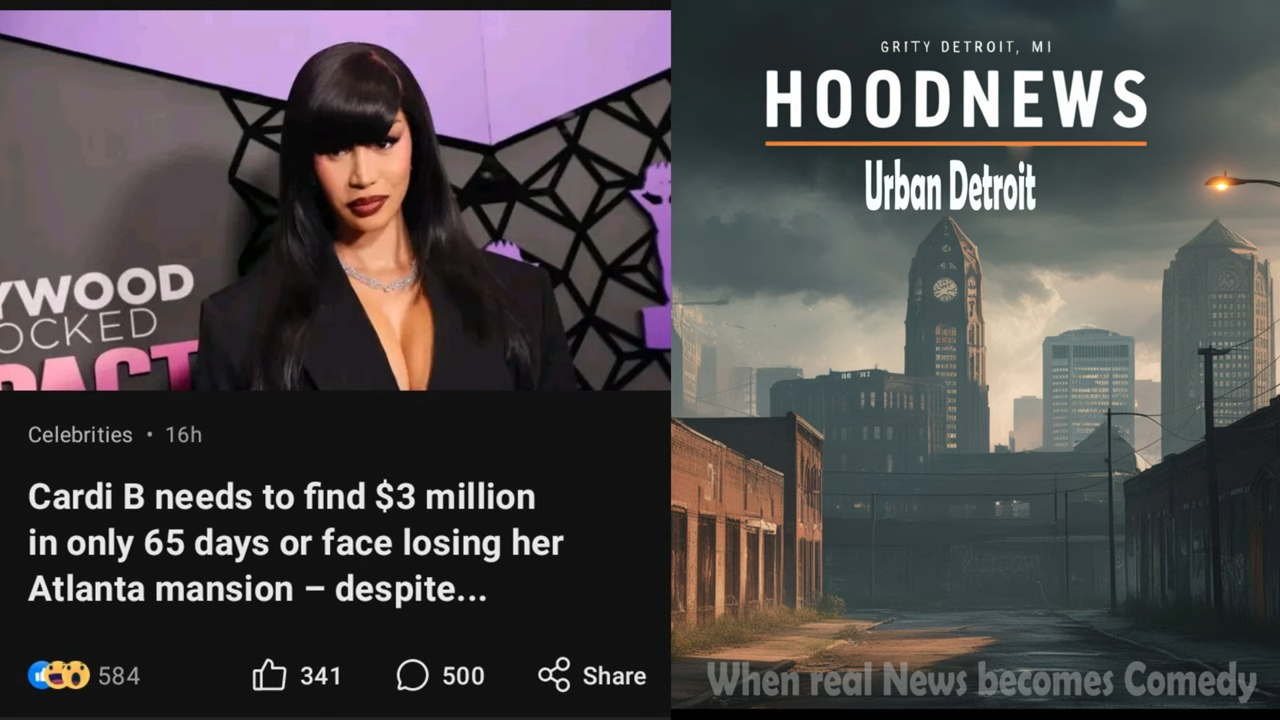 YWOOD
OCKED
PACT
Celebrities • 16h
Cardi B needs to find $3 million
in only 65 days or face losing her
Atlanta mansion – despite...
584
341
500
Share
GRITY DETROIT, MI
HOODNEWS
Urban Detroit
When real News becomes Comedy